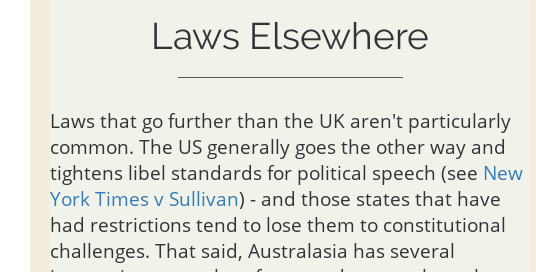 Laws Elsewhere
Laws that go further than the UK aren't particularly
common. The US generally goes the other way and
tightens libel standards for political speech (see New
York Times v Sullivan) - and those states that have
had restrictions tend to lose them to constitutional
challenges. That said, Australasia has several